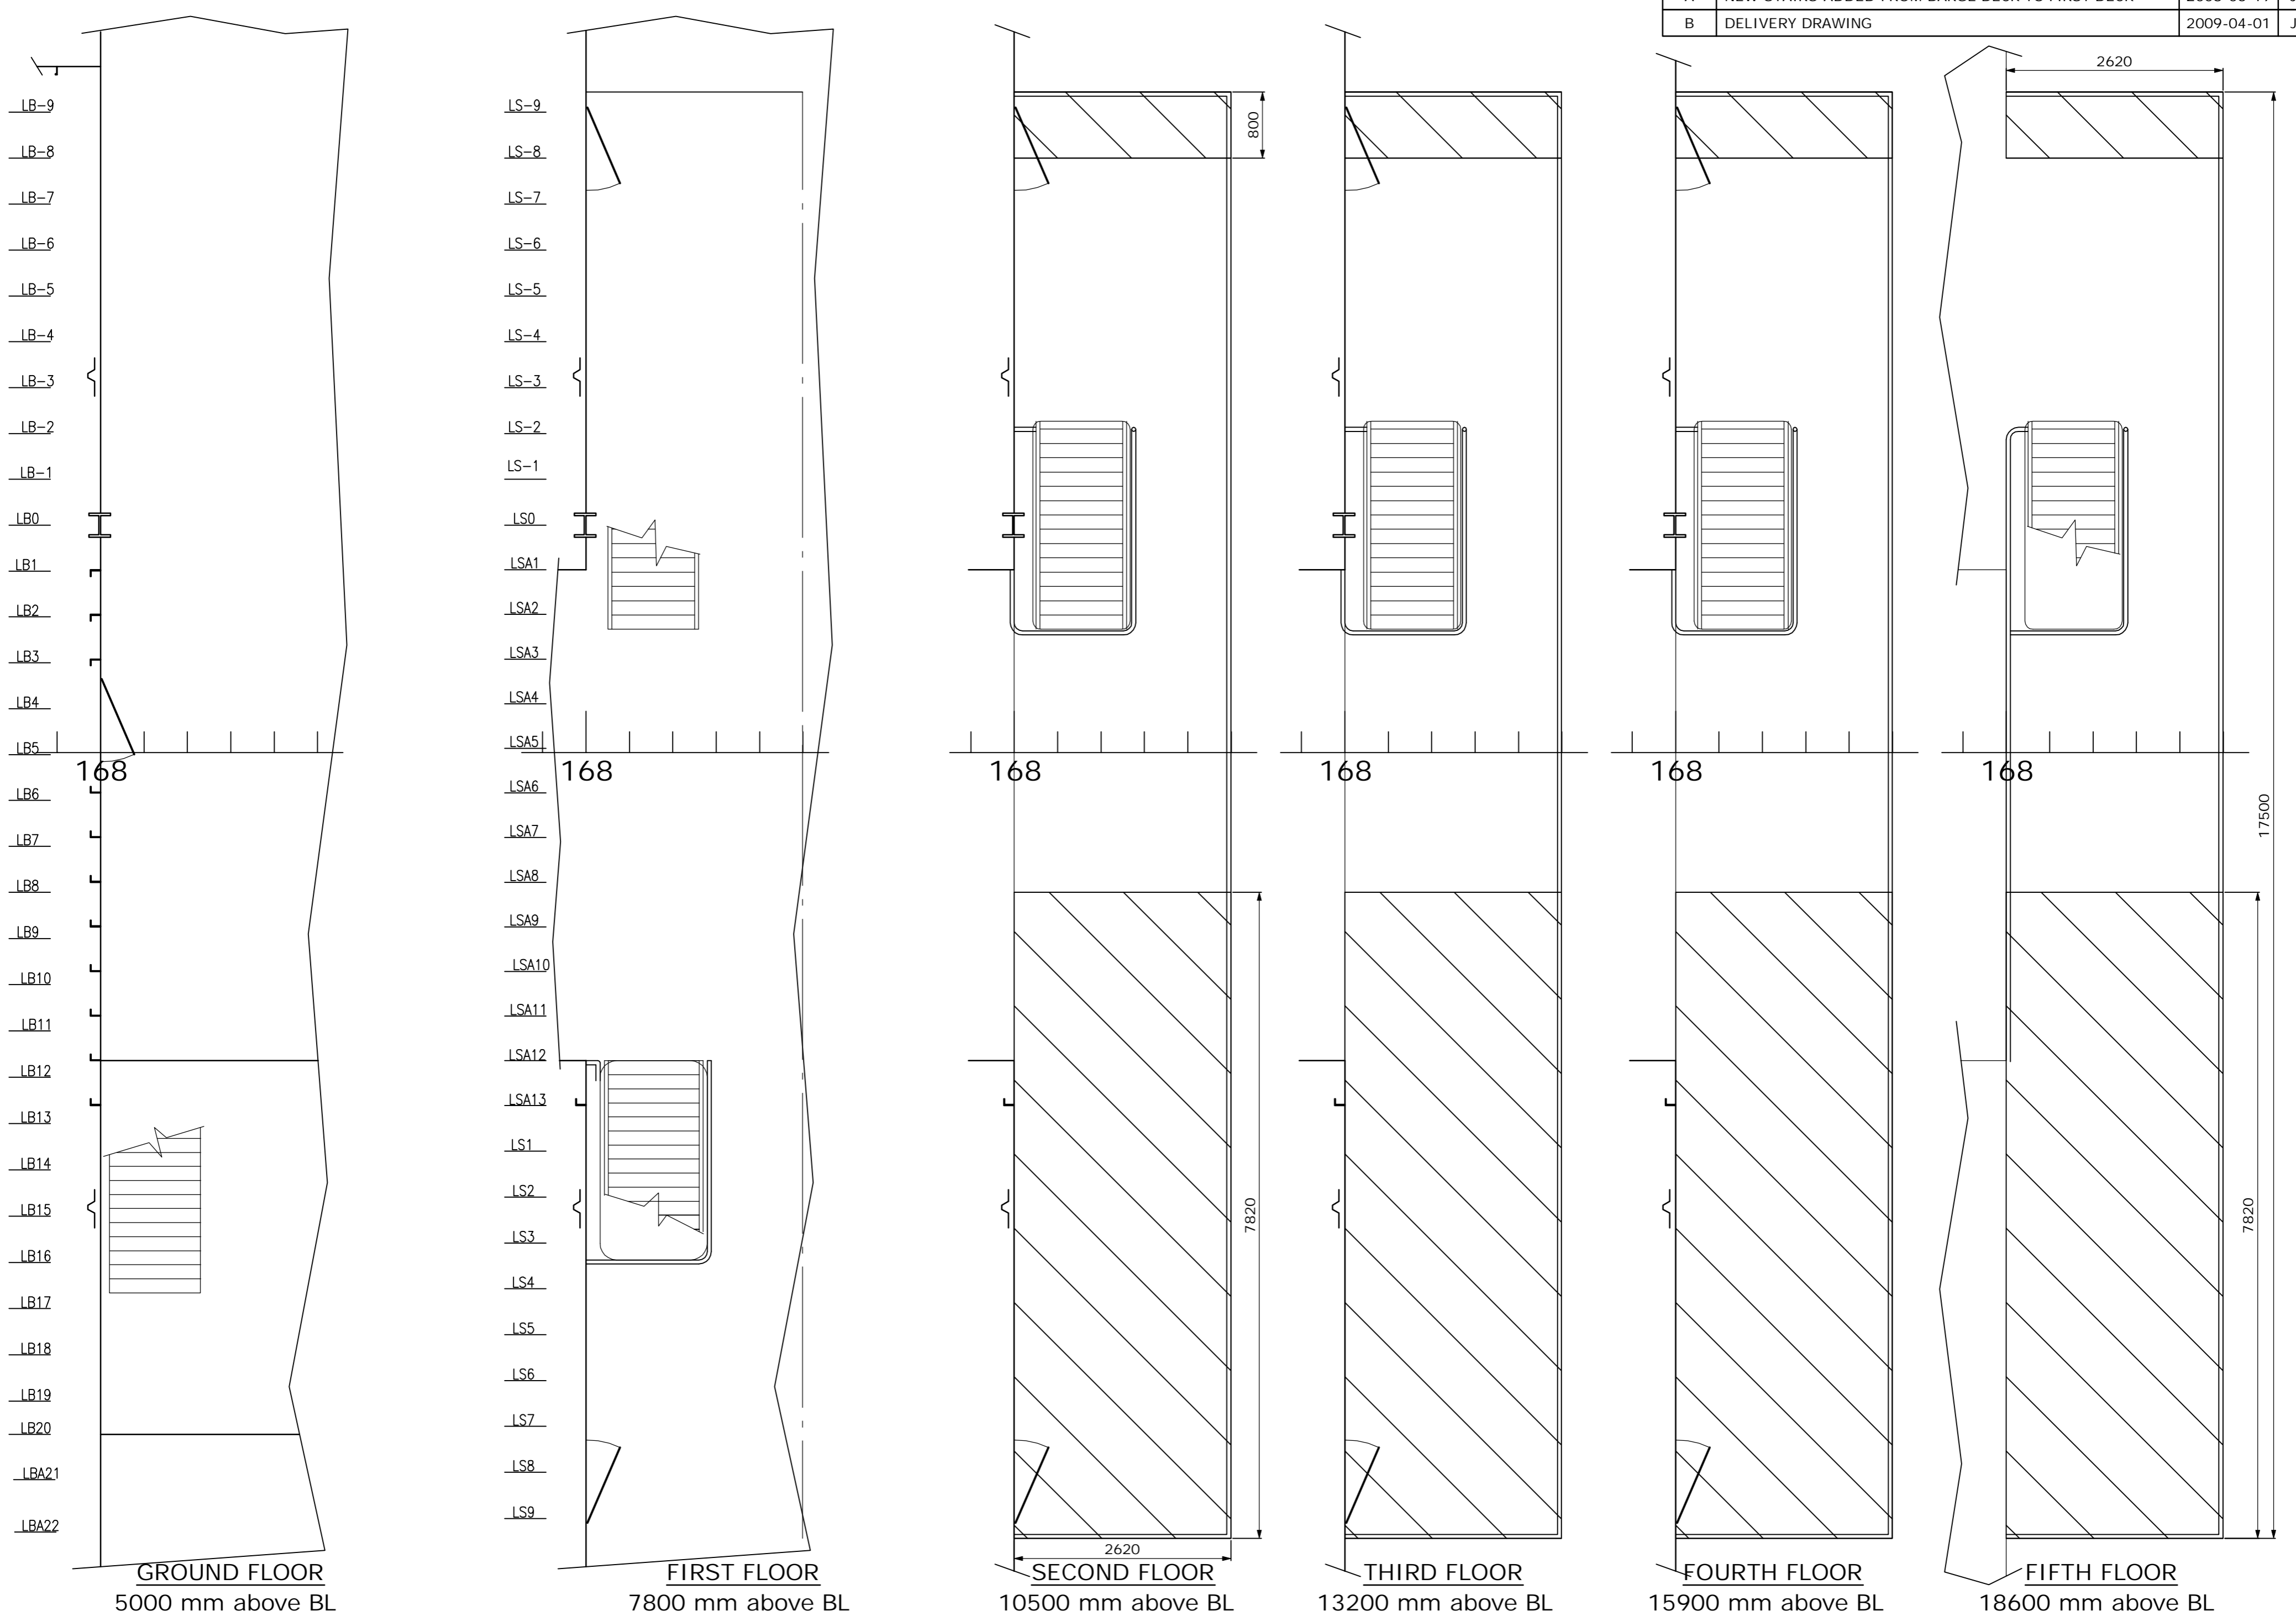 B DELIVERY DRAWING 2009-04-01 J
2620
LB-9
LB-8
LB-7
LB-6
LB-5
LB-4
LB-3
LB-2
LB-1
LB0
LB1
LB2
LB3
LB4
LB5
LB6
LB7
LB8
LB9
LB10
LB11
LB12
LB13
LB14
LB15
LB16
LB17
LB18
LB19
LB20
LBA21
LBA22
LS-9
LS-8
LS-7
LS-6
LS-5
LS-4
LS-3
LS-2
LS-1
LS0
LSA1
LSA2
LSA3
LSA4
LSA5
LSA6
LSA7
LSA8
LSA9
LSA10
LSA11
LSA12
LSA13
LS1
LS2
LS3
LS4
LS5
LS6
LS7
LS8
LS9
800
168 168 168 168 168 168
17500
7820
7820
2620
GROUND FLOOR
5000 mm above BL
FIRST FLOOR
7800 mm above BL
SECOND FLOOR
10500 mm above BL
THIRD FLOOR
13200 mm above BL
FOURTH FLOOR
15900 mm above BL
FIFTH FLOOR
18600 mm above BL